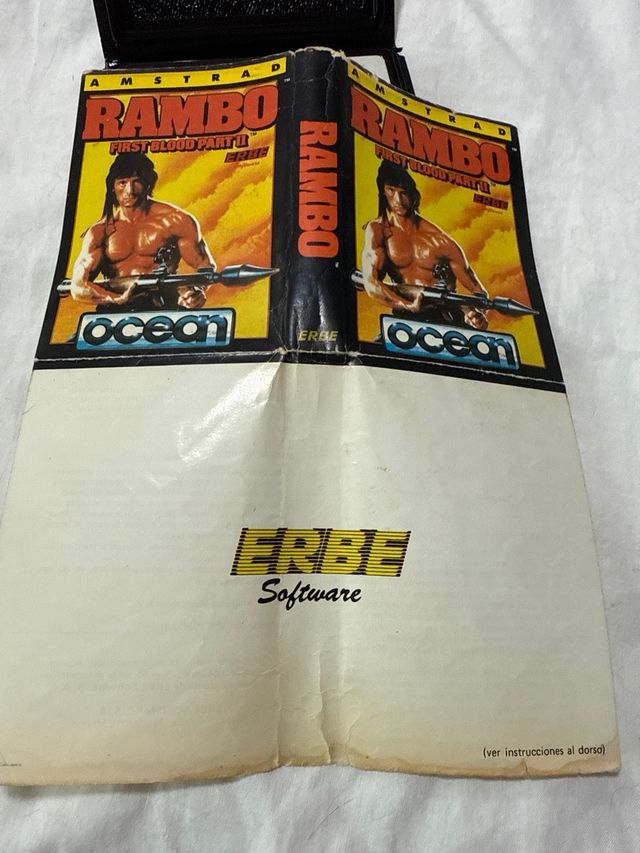 AMSTRAD
RAMBO
TM
FIRST BLOOD PART II
ERBE
ocean
RAMBO
ERBE
AMSTRAD
RAMBO
FIRST BLOOD PART II
ERBE
ocean
ERBE
Software
(ver instrucciones al dorso)